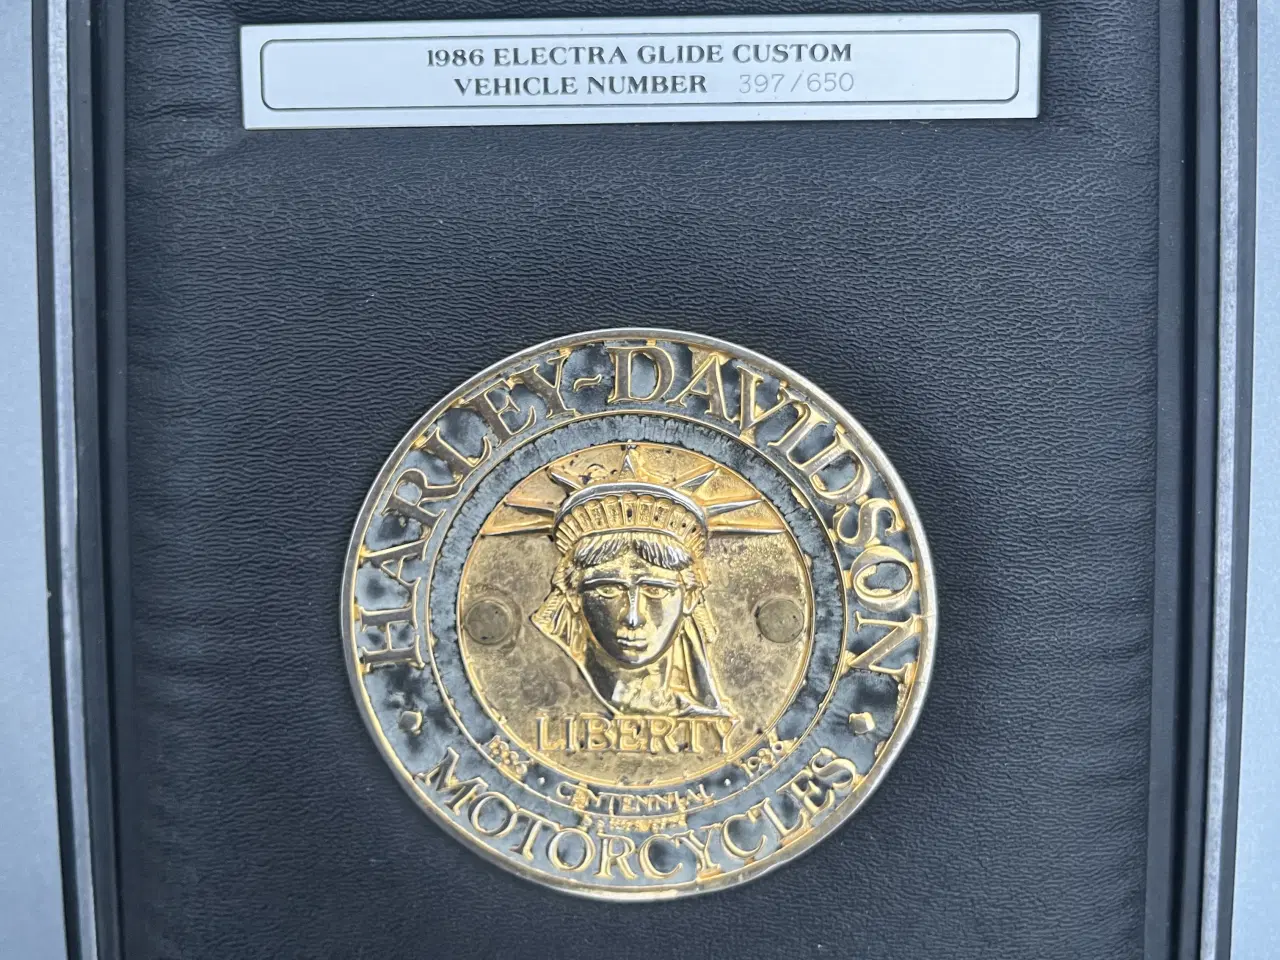 1986 ELECTRA GLIDE CUSTOM
VEHICLE NUMBER 397/650
HARLEY-DAVIDSON
LIBERTY
1886 · CENTENNIAL · 1986
MOTORCYCLES